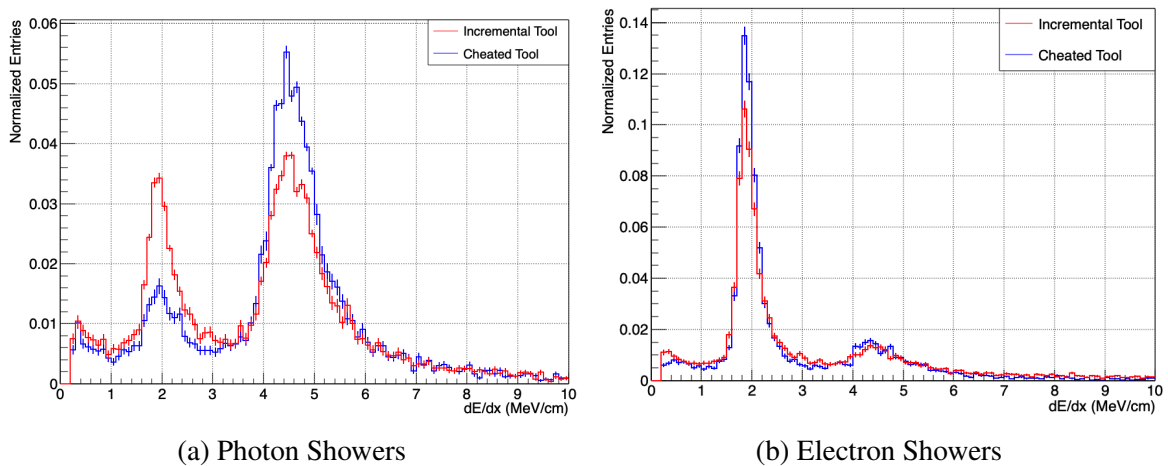 Normalized Entries
0.06
0.05
0.04
0.03
0.02
0.01
0
0 1 2 3 4 5 6 7 8 9 10
dE/dx (MeV/cm)
Incremental Tool
Cheated Tool
(a) Photon Showers
Normalized Entries
0.14
0.12
0.1
0.08
0.06
0.04
0.02
0
0 1 2 3 4 5 6 7 8 9 10
dE/dx (MeV/cm)
Incremental Tool
Cheated Tool
(b) Electron Showers